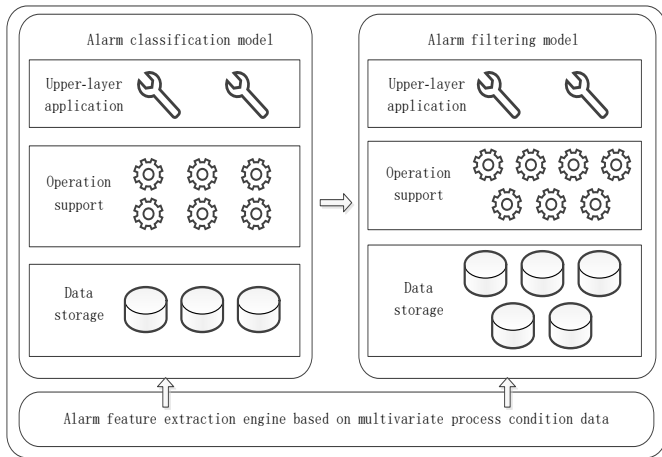 Alarm classification model
Upper-layer
application
Operation
support
Data
storage
Alarm filtering model
Upper-layer
application
Operation
support
Data
storage
Alarm feature extraction engine based on multivariate process condition data